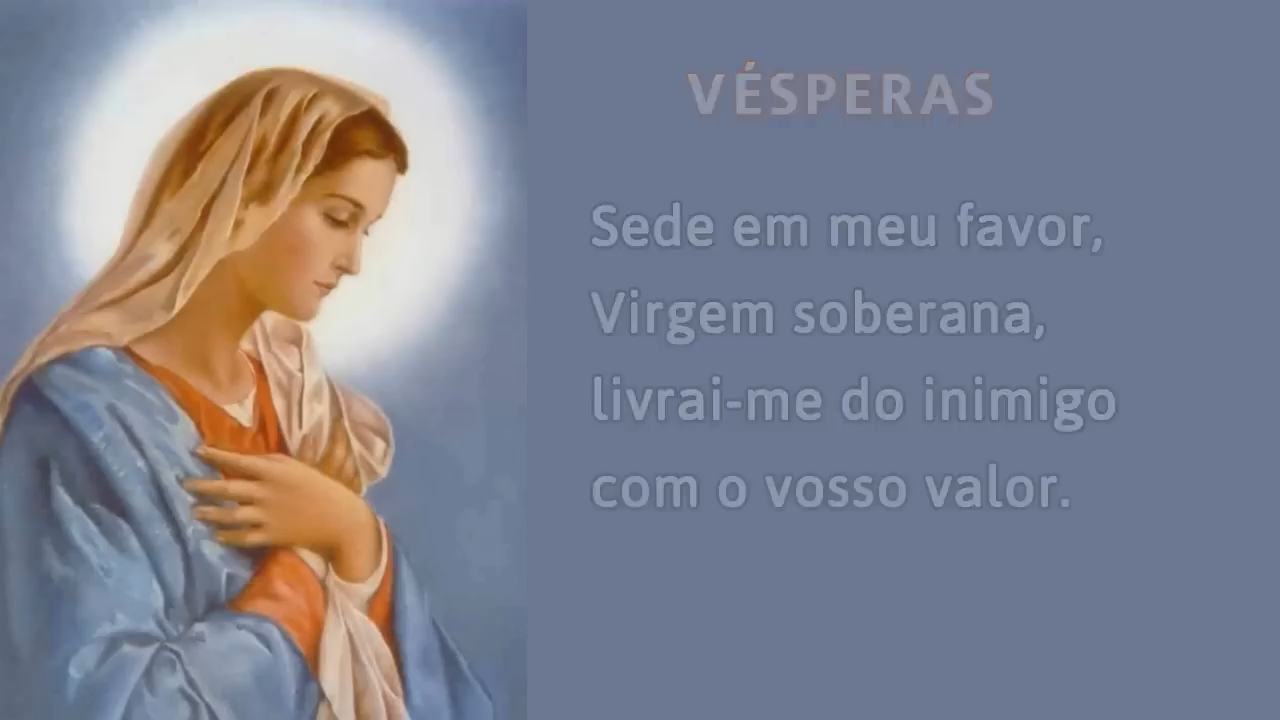 VÉSPERAS
Sede em meu favor,
Virgem soberana,
livrai-me do inimigo
com o vosso valor.